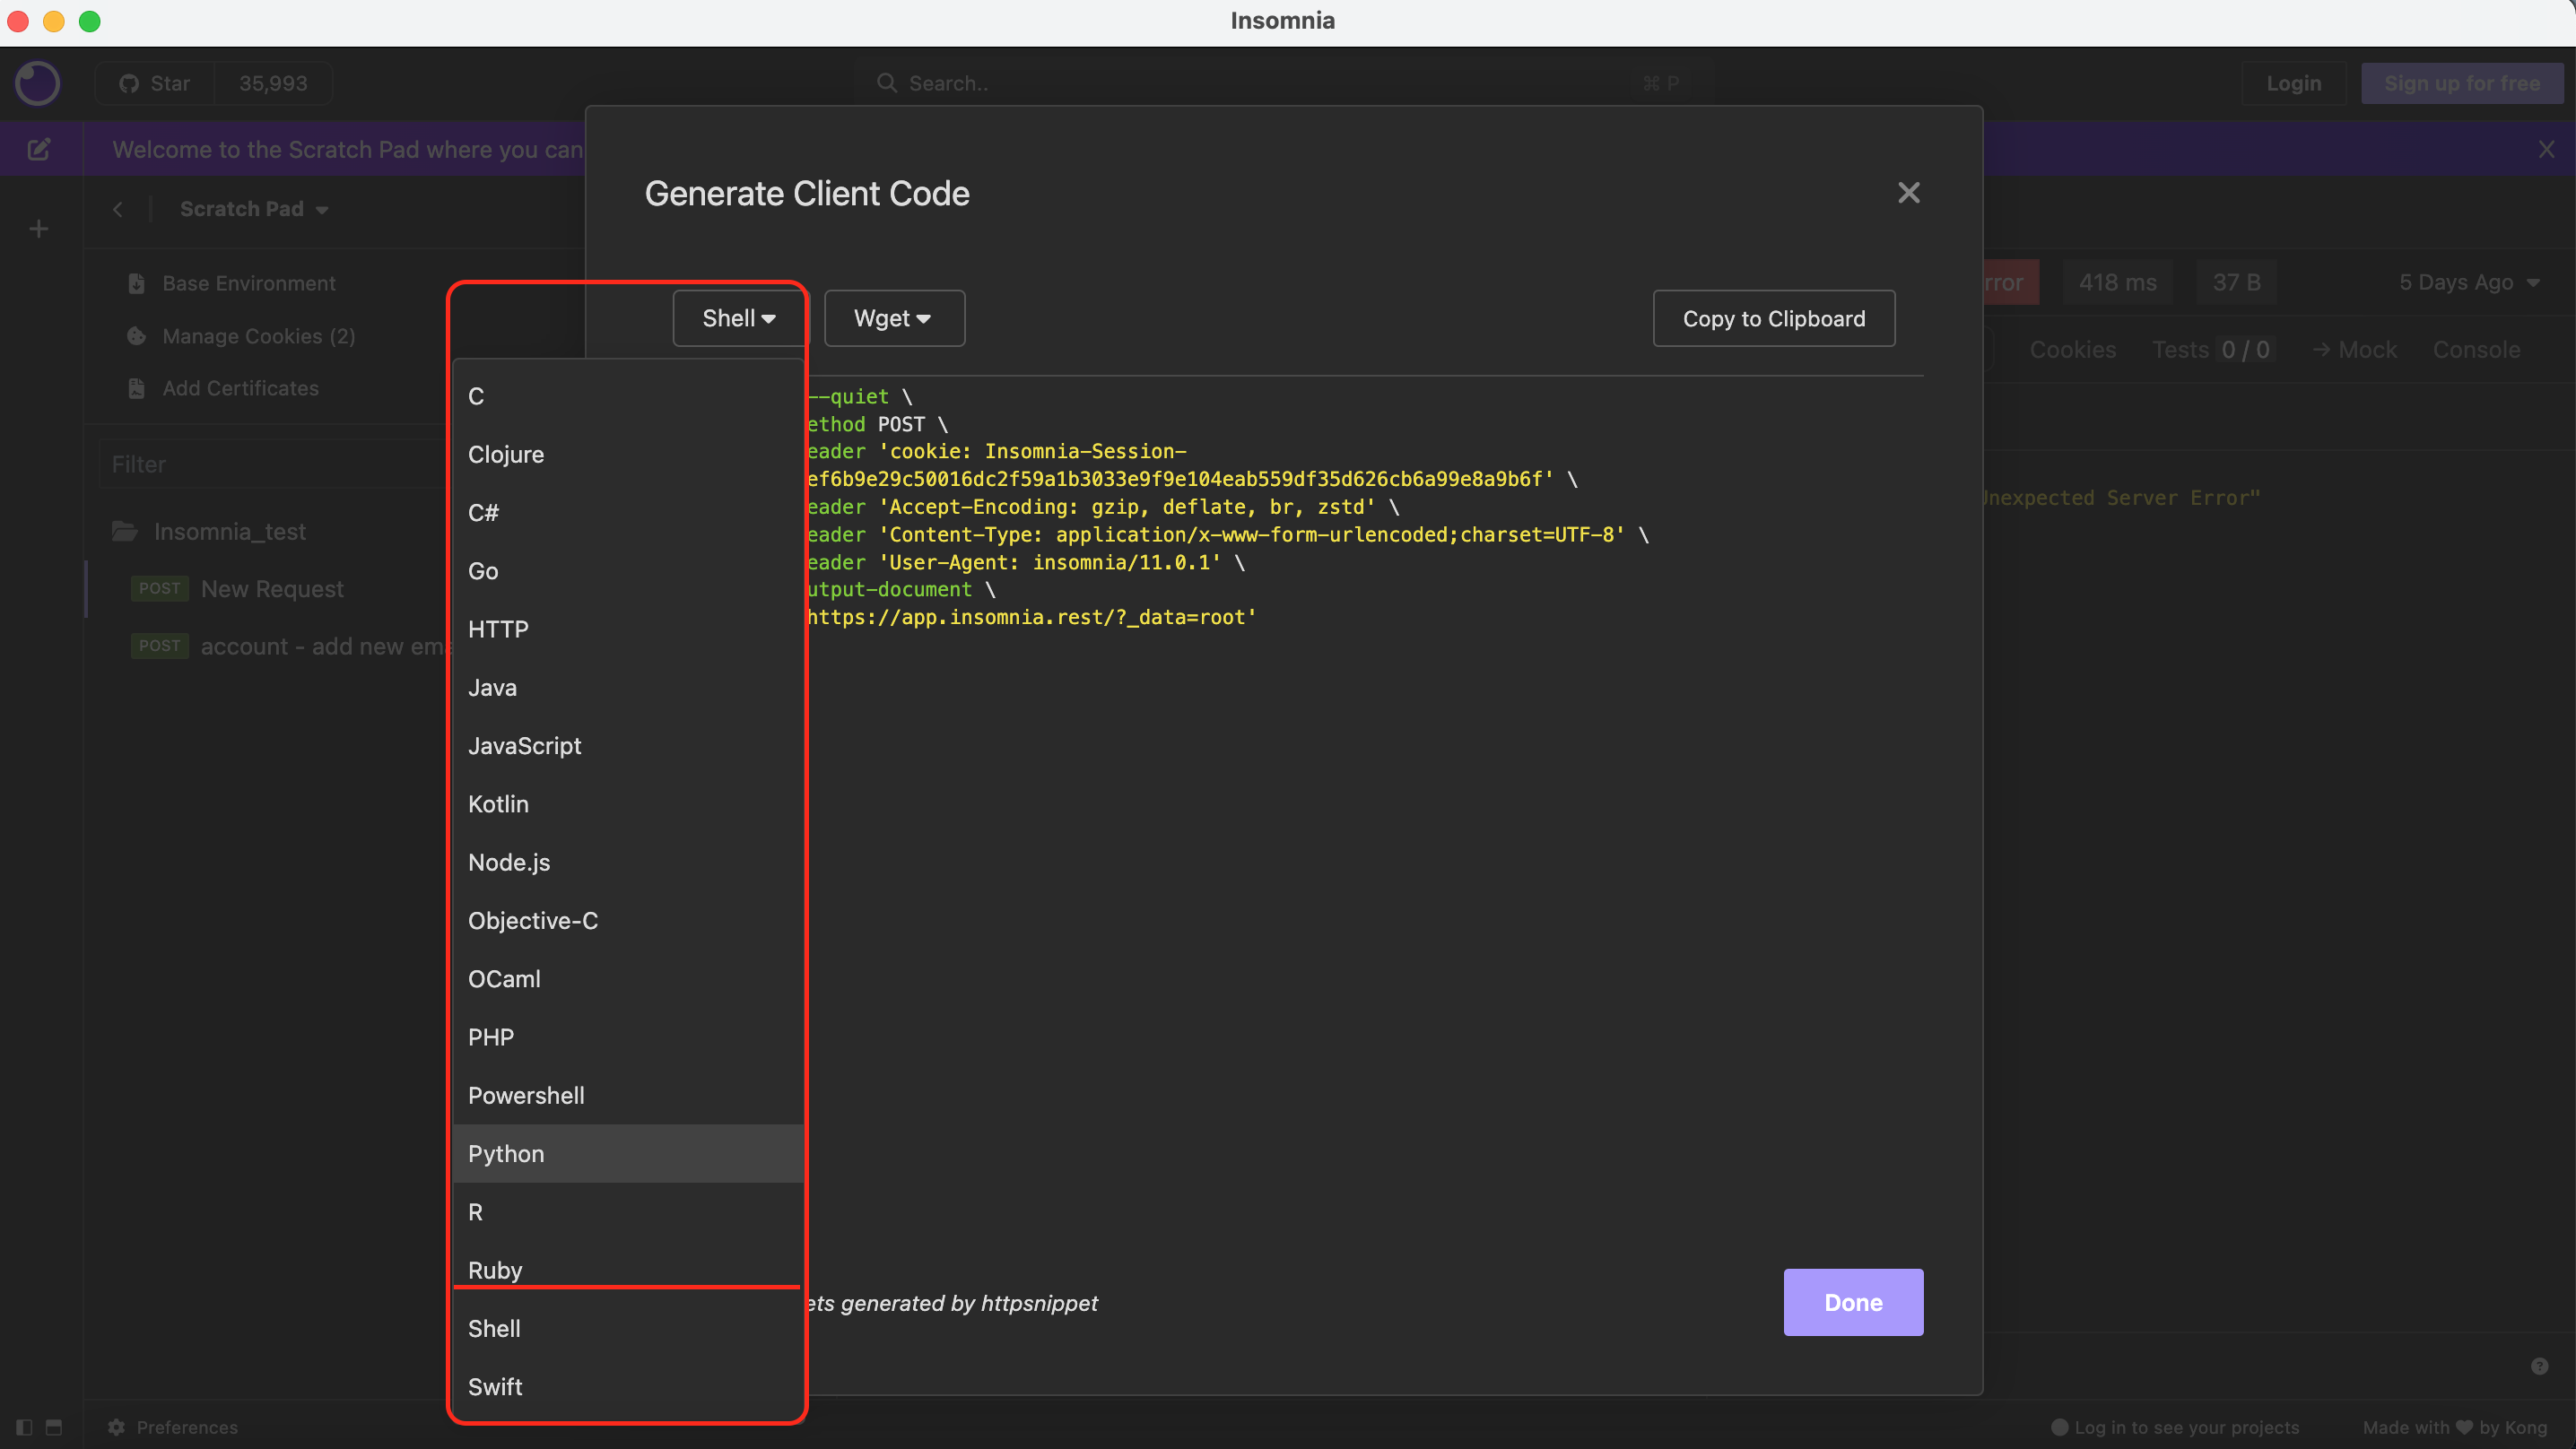 Insomnia
Star 35,993
Search.. ⌘ P
Login
Sign up for free
Welcome to the Scratch Pad where you can
X
Scratch Pad
Base Environment
Manage Cookies (2)
Add Certificates
Filter
Insomnia_test
POST New Request
POST account - add new ema
Generate Client Code
Shell
Wget
Copy to Clipboard
C
Clojure
C#
Go
HTTP
Java
JavaScript
Kotlin
Node.js
Objective-C
OCaml
PHP
Powershell
Python
R
Ruby
Shell
Swift
--quiet \
ethod POST \
eader 'cookie: Insomnia-Session-
ef6b9e29c50016dc2f59a1b3033e9f9e104eab559df35d626cb6a99e8a9b6f' \
eader 'Accept-Encoding: gzip, deflate, br, zstd' \
eader 'Content-Type: application/x-www-form-urlencoded;charset=UTF-8' \
eader 'User-Agent: insomnia/11.0.1' \
utput-document \
https://app.insomnia.rest/?_data=root'
ets generated by httpsnippet
Done
rror 418 ms 37 B 5 Days Ago
Cookies Tests 0 / 0 → Mock Console
Unexpected Server Error"
Preferences
Log in to see your projects
Made with ♥ by Kong